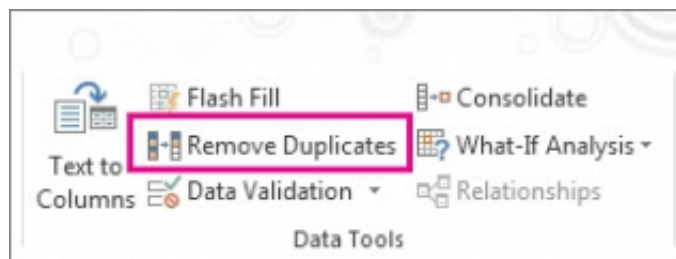 Text to
Columns
Flash Fill
Remove Duplicates
Data Validation
Consolidate
What-If Analysis
Relationships
Data Tools